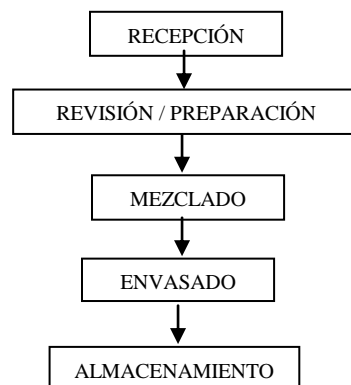 RECEPCIÓN
REVISIÓN / PREPARACIÓN
MEZCLADO
ENVASADO
ALMACENAMIENTO